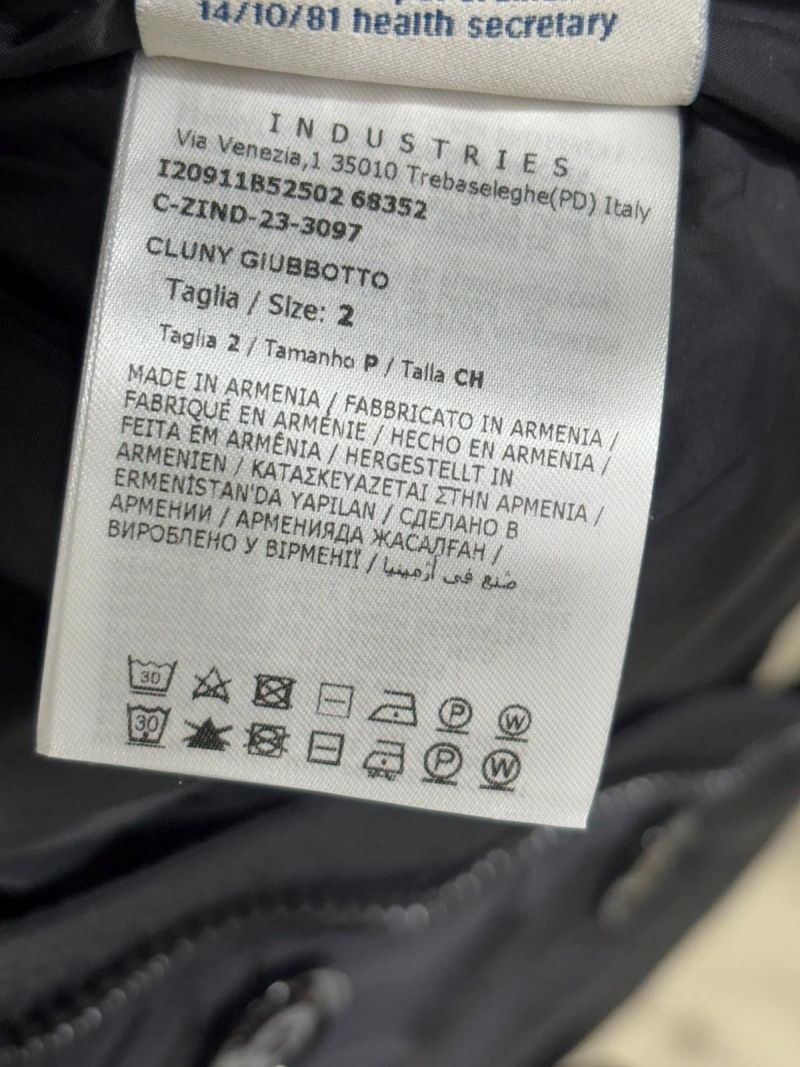 14/10/81 health secretary
INDUSTRIES
Via Venezia,1 35010 Trebaseleghe(PD) Italy
I20911B52502 68352
C-ZIND-23-3097
CLUNY GIUBBOTTO
Taglia / Size: 2
Taglia 2 / Tamanho P / Talla CH
MADE IN ARMENIA / FABBRICATO IN ARMENIA /
FABRIQUÉ EN ARMÉNIE / HECHO EN ARMENIA /
FEITA EM ARMÊNIA / HERGESTELLT IN
ARMENIEN / ΚΑΤΑΣΚΕΥΑΖΕΤΑΙ ΣΤΗΝ ΑΡΜΕΝΙΑ /
ERMENİSTAN'DA YAPILAN / СДЕЛАНО В
АРМЕНИИ / АРМЕНИЯДА ЖАСАЛҒАН /
ВИРОБЛЕНО У ВІРМЕНІЇ / صُنع في أرمينيا
30 P W
30 P W